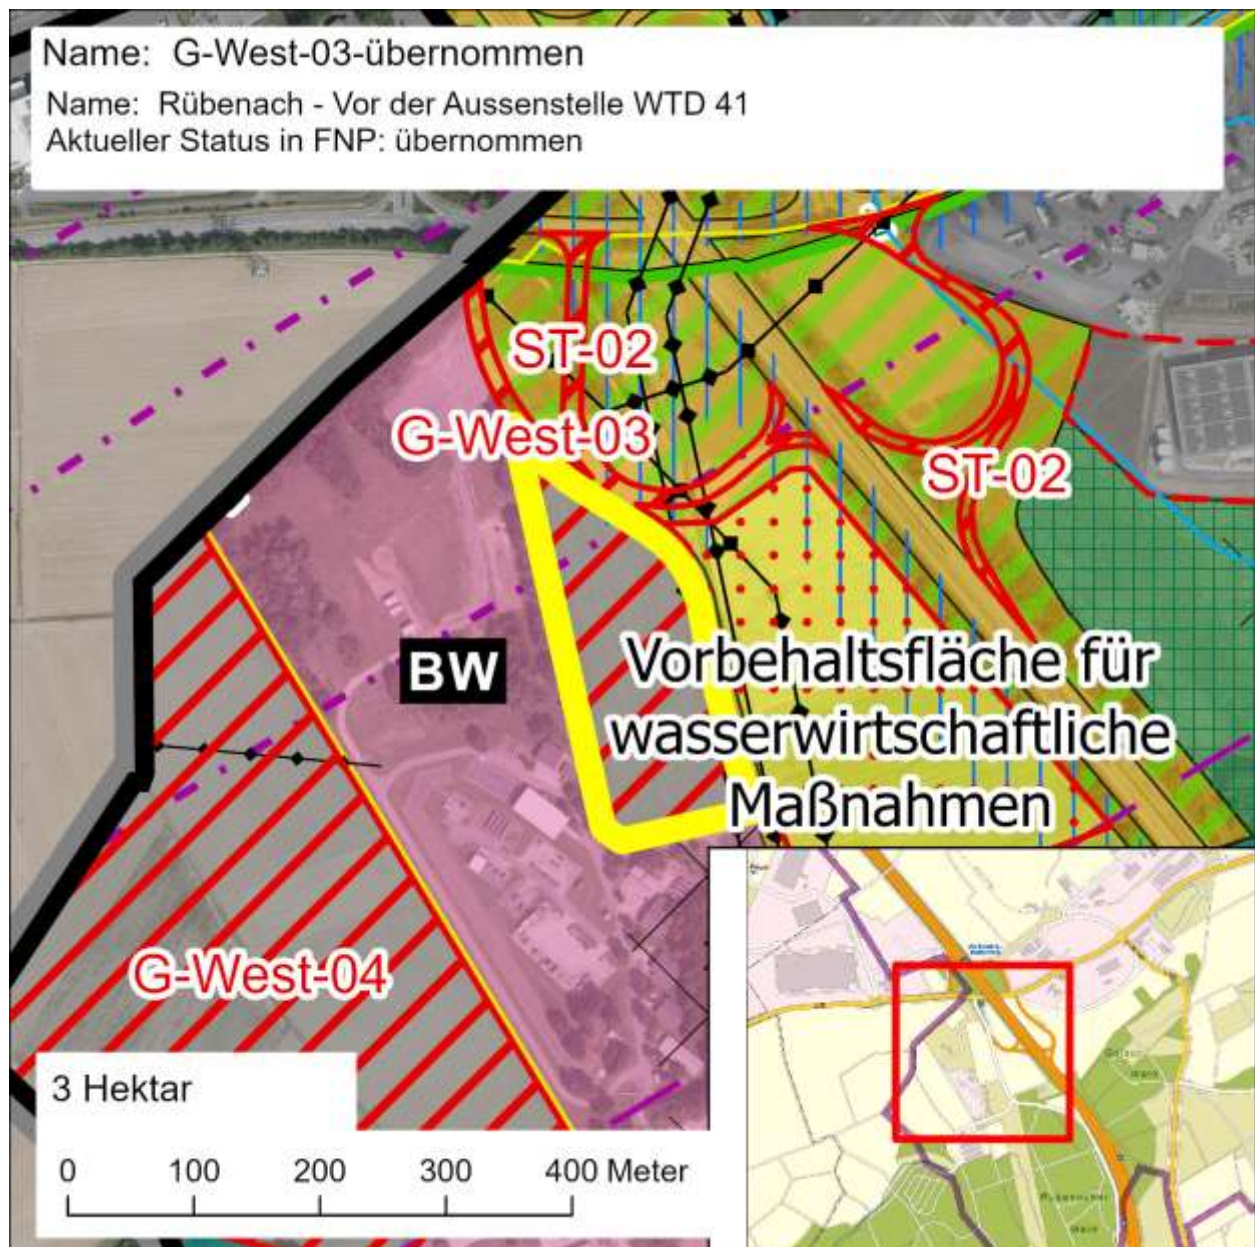 Name: G-West-03-übernommen
Name: Rübenach - Vor der Aussenstelle WTD 41
Aktueller Status in FNP: übernommen
ST-02
G-West-03
ST-02
BW
Vorbehaltsfläche für
wasserwirtschaftliche
Maßnahmen
G-West-04
3 Hektar
0 100 200 300 400 Meter